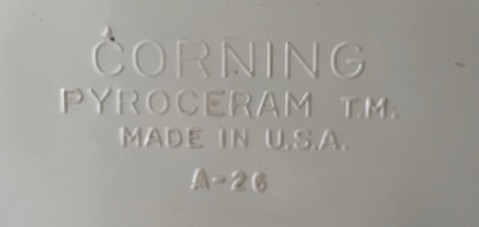 CORNING
PYROCERAM T.M.
MADE IN U.S.A.
A-26